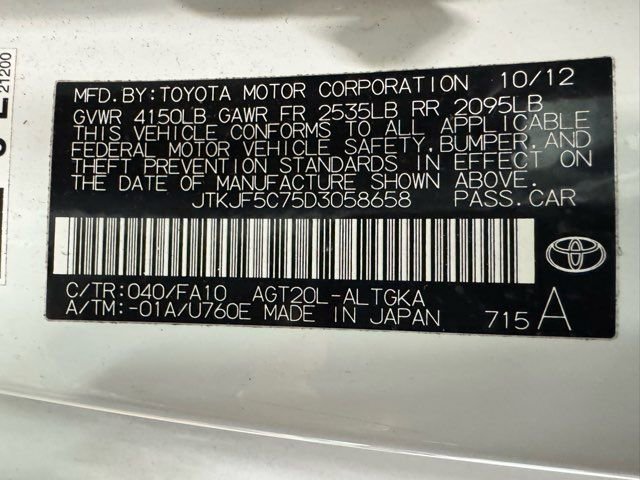 MFD.BY:TOYOTA MOTOR CORPORATION 10/12
GVWR 4150LB GAWR FR 2535LB RR 2095LB
THIS VEHICLE CONFORMS TO ALL APPLICABLE
FEDERAL MOTOR VEHICLE SAFETY,BUMPER,AND
THEFT PREVENTION STANDARDS IN EFFECT ON
THE DATE OF MANUFACTURE SHOWN ABOVE.
JTKJF5C75D3058658 PASS.CAR
C/TR:040/FA10 AGT20L-ALTGKA
A/TM:-01A/U760E MADE IN JAPAN 715 A
21200